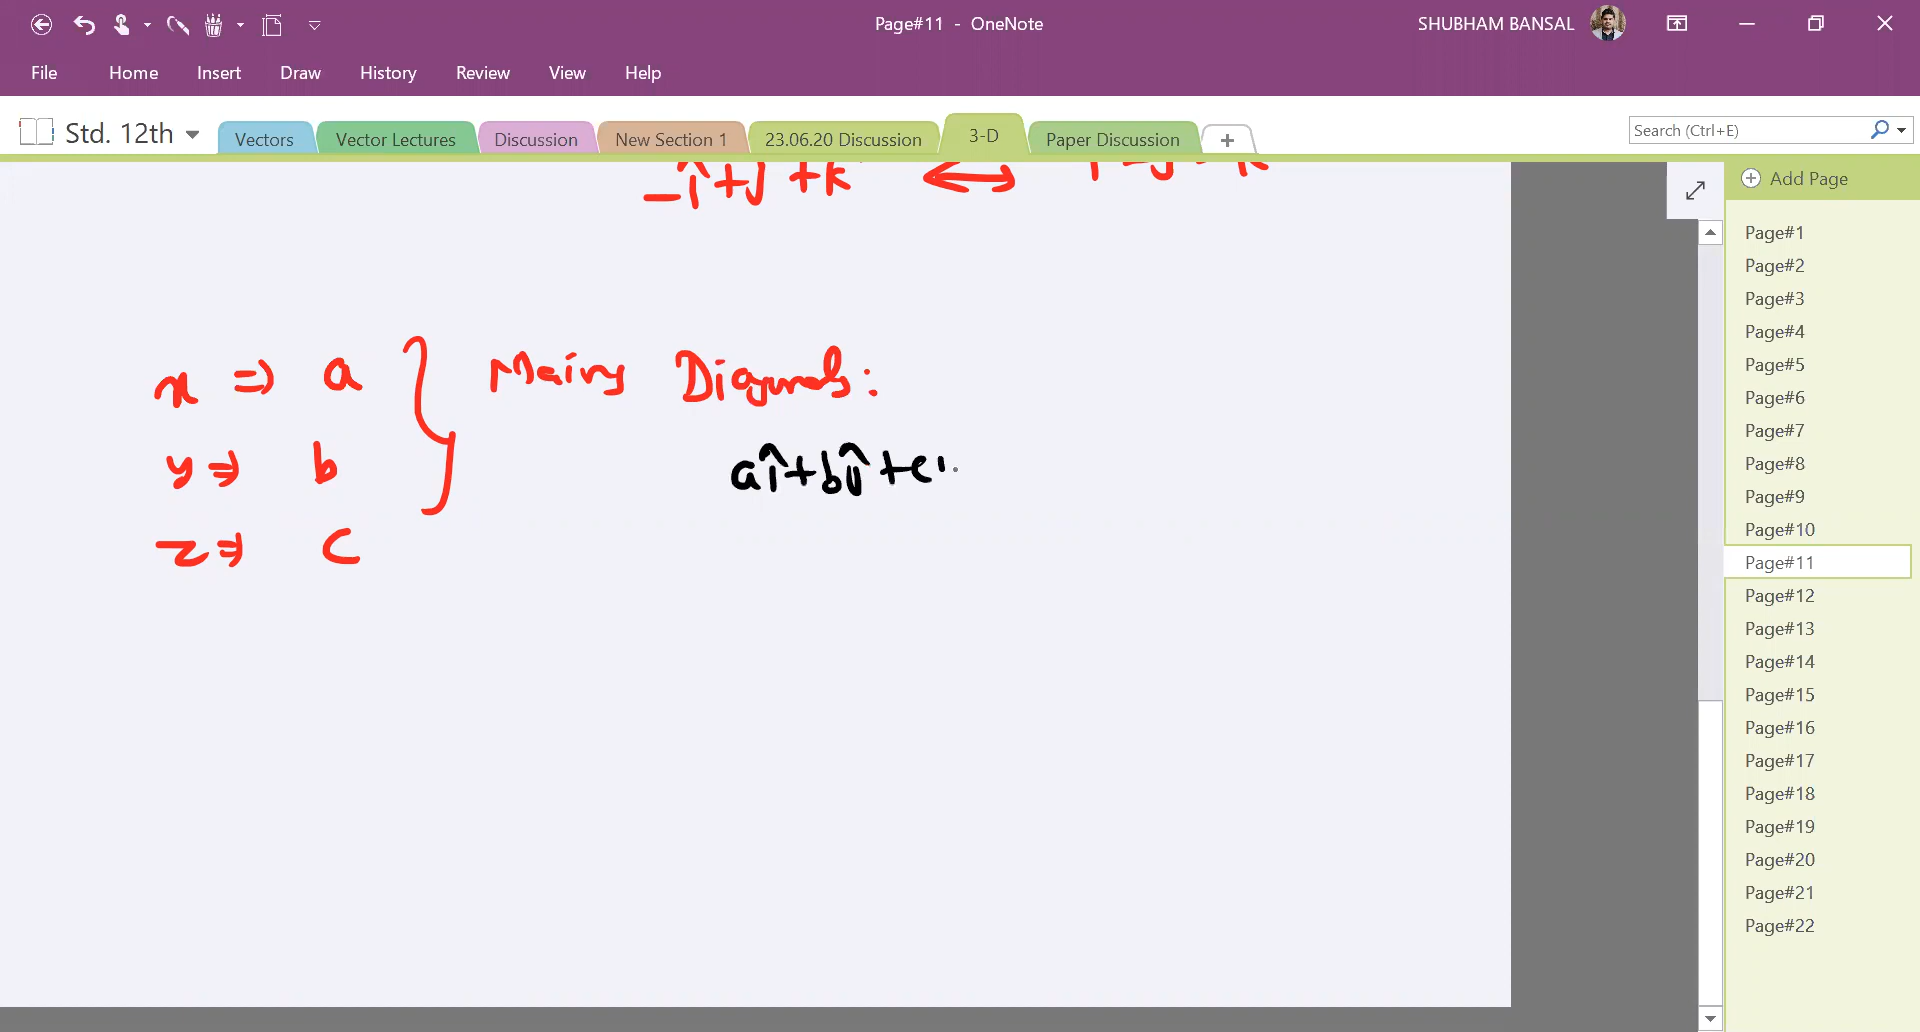 Page#11 - OneNote
SHUBHAM BANSAL
File Home Insert Draw History Review View Help
Std. 12th
Vectors Vector Lectures Discussion New Section 1 23.06.20 Discussion 3-D Paper Discussion +
Search (Ctrl+E)
Add Page
-î+ĵ+k
x ⇒ a
y ⇒ b
z ⇒ c
Diagonals:
aî+bĵ+c
Page#1
Page#2
Page#3
Page#4
Page#5
Page#6
Page#7
Page#8
Page#9
Page#10
Page#11
Page#12
Page#13
Page#14
Page#15
Page#16
Page#17
Page#18
Page#19
Page#20
Page#21
Page#22